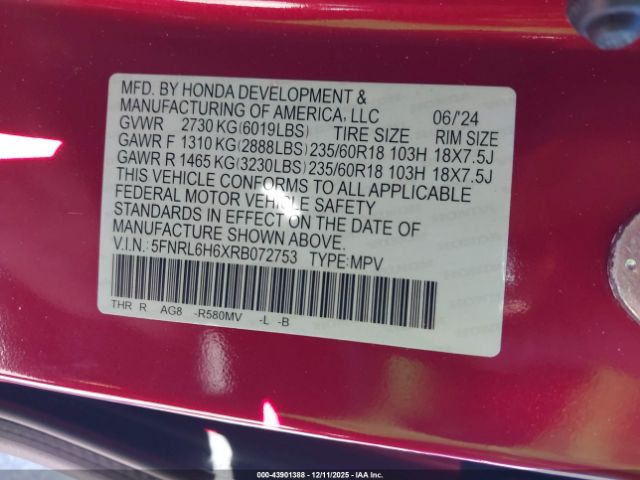 MFD. BY HONDA DEVELOPMENT &
MANUFACTURING OF AMERICA, LLC 06/'24
GVWR 2730 KG(6019LBS) TIRE SIZE RIM SIZE
GAWR F 1310 KG(2888LBS)235/60R18 103H 18X7.5J
GAWR R 1465 KG(3230LBS)235/60R18 103H 18X7.5J
THIS VEHICLE CONFORMS TO ALL APPLICABLE
FEDERAL MOTOR VEHICLE SAFETY
STANDARDS IN EFFECT ON THE DATE OF
MANUFACTURE SHOWN ABOVE.
V.I.N.: 5FNRL6H6XRB072753 TYPE:MPV
THR R AG8 -R580MV -L -B
000-43901388 - 12/11/2025 - IAA, Inc.